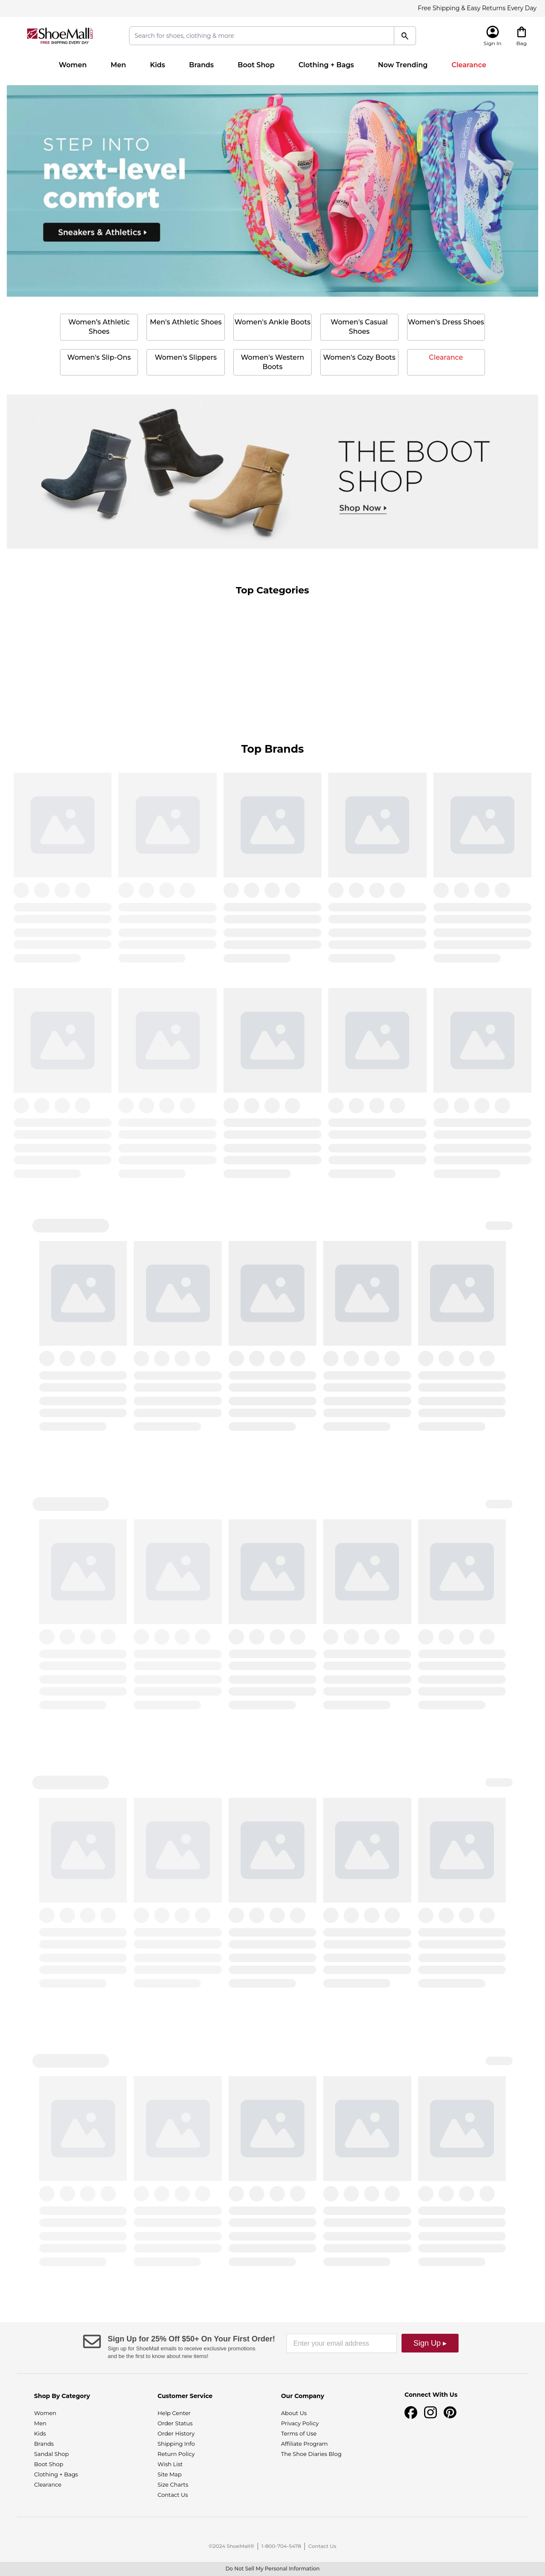 Free Shipping & Easy Returns Every Day
ShoeMall
FREE SHIPPING EVERY DAY
Search for shoes, clothing & more
Sign In
Bag
Women Men Kids Brands Boot Shop Clothing + Bags Now Trending Clearance
STEP INTO
next-level
comfort
Sneakers & Athletics
Women's Athletic
Shoes
Men's Athletic Shoes
Women's Ankle Boots
Women's Casual
Shoes
Women's Dress Shoes
Women's Slip-Ons
Women's Slippers
Women's Western
Boots
Women's Cozy Boots
Clearance
THE BOOT
SHOP
Shop Now
Top Categories
Top Brands
Sign Up for 25% Off $50+ On Your First Order!
Sign up for ShoeMall emails to receive exclusive promotions
and be the first to know about new items!
Enter your email address
Sign Up ▸
Shop By Category
Women
Men
Kids
Brands
Sandal Shop
Boot Shop
Clothing + Bags
Clearance
Customer Service
Help Center
Order Status
Order History
Shipping Info
Return Policy
Wish List
Site Map
Size Charts
Contact Us
Our Company
About Us
Privacy Policy
Terms of Use
Affiliate Program
The Shoe Diaries Blog
Connect With Us
©2024 ShoeMall® | 1-800-704-5478 | Contact Us
Do Not Sell My Personal Information